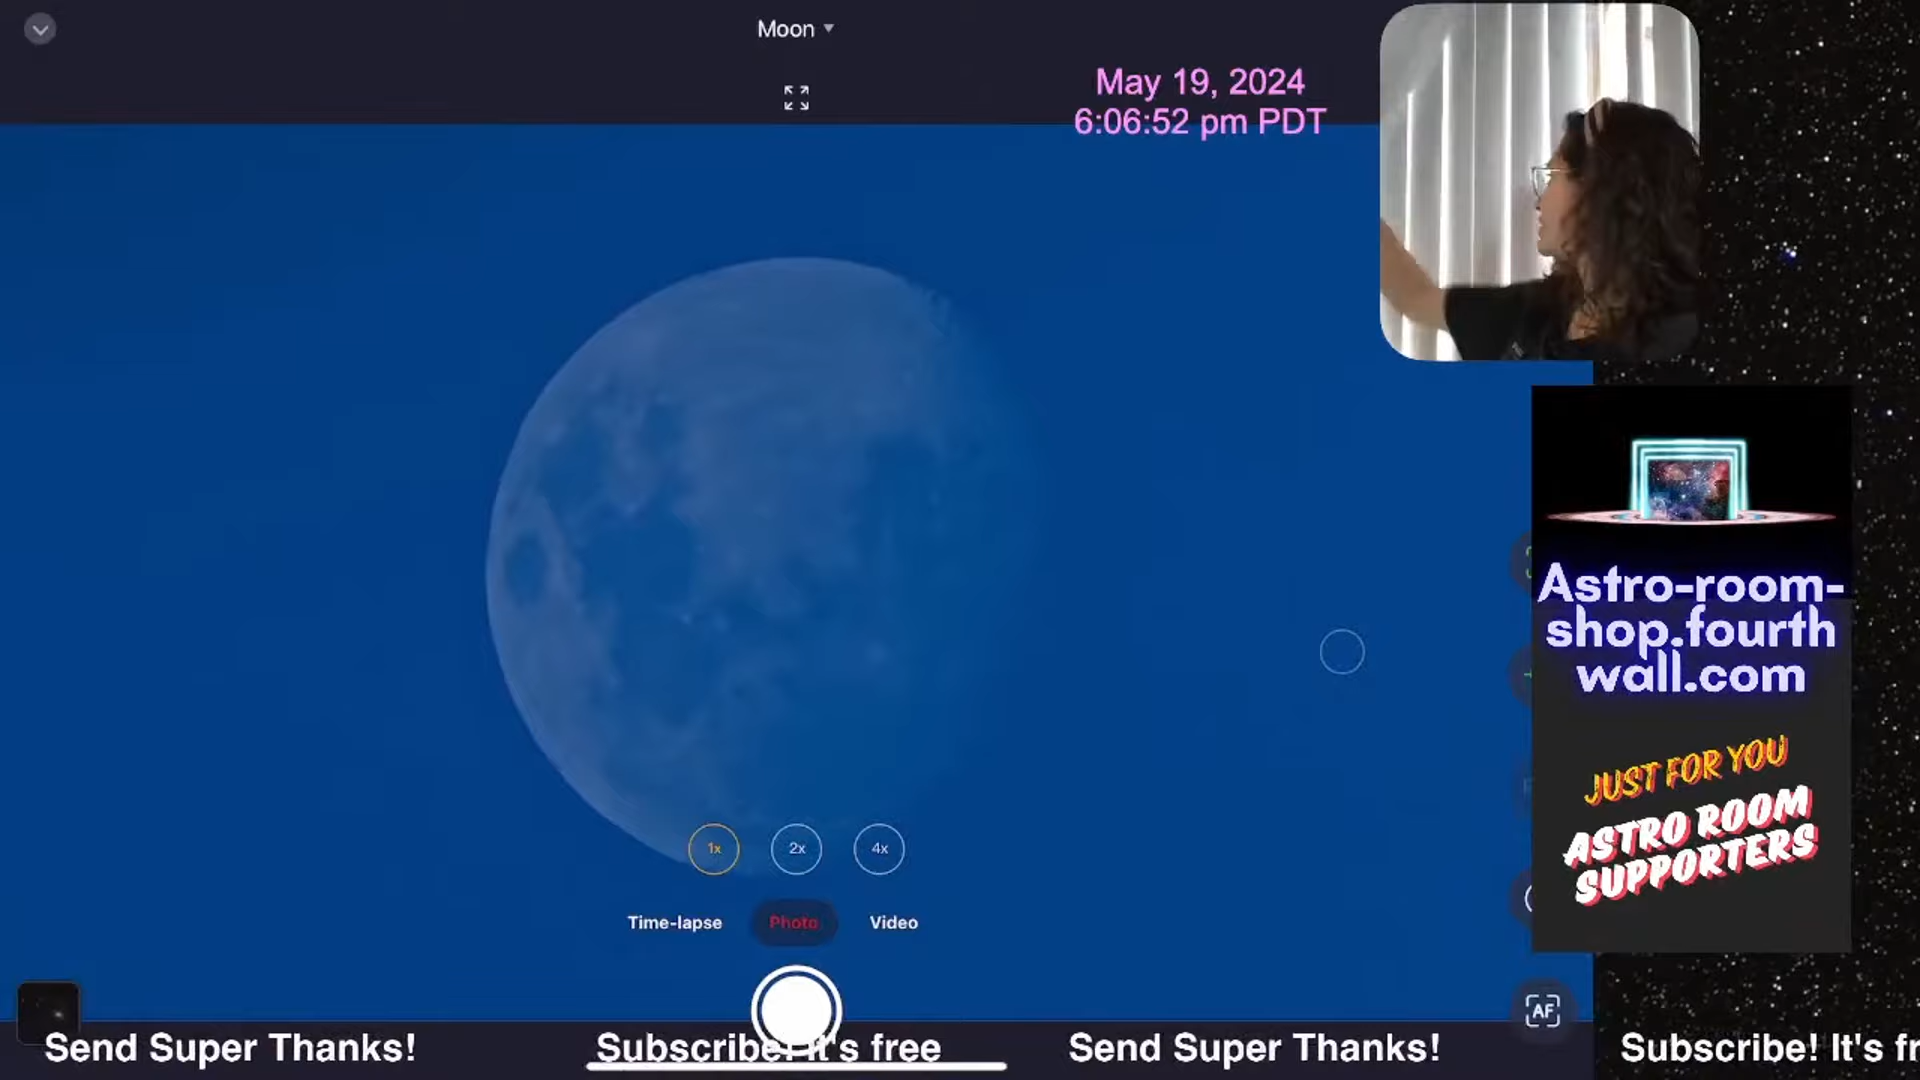 Moon
May 19, 2024
6:06:52 pm PDT
Astro-room-
shop.fourth
wall.com
JUST FOR YOU
ASTRO ROOM
SUPPORTERS
1x 2x 4x
Time-lapse Photo Video
AF
Send Super Thanks! Subscribe! It's free Send Super Thanks! Subscribe! It's fr